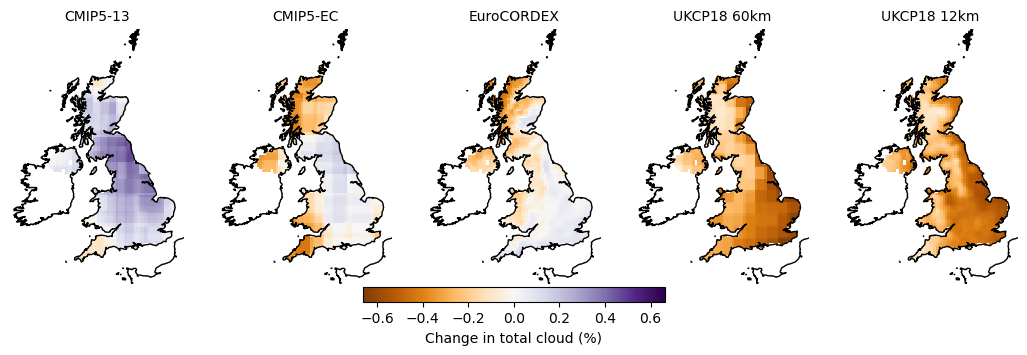 CMIP5-13 CMIP5-EC EuroCORDEX UKCP18 60km UKCP18 12km
−0.6 −0.4 −0.2 0.0 0.2 0.4 0.6
Change in total cloud (%)